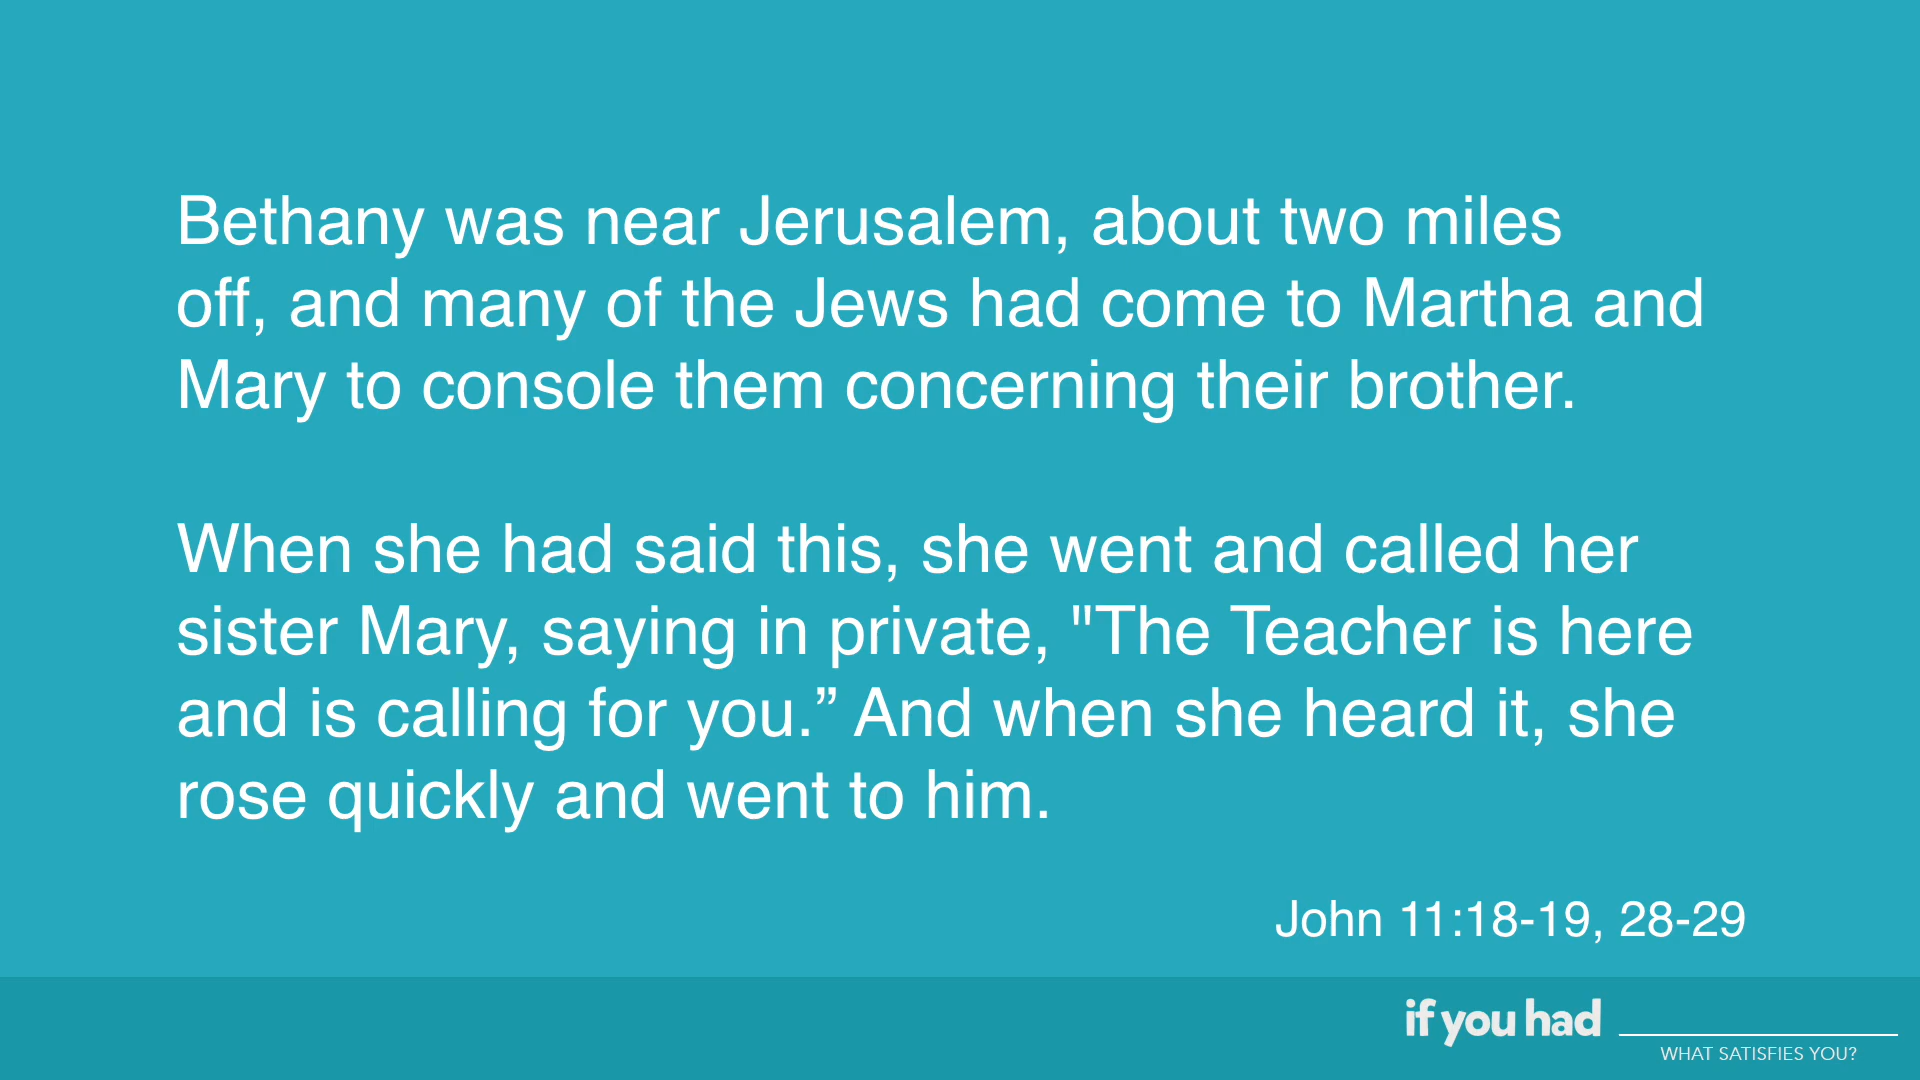 Bethany was near Jerusalem, about two miles
off, and many of the Jews had come to Martha and
Mary to console them concerning their brother.
When she had said this, she went and called her
sister Mary, saying in private, "The Teacher is here
and is calling for you.” And when she heard it, she
rose quickly and went to him.
John 11:18-19, 28-29
if you had
WHAT SATISFIES YOU?